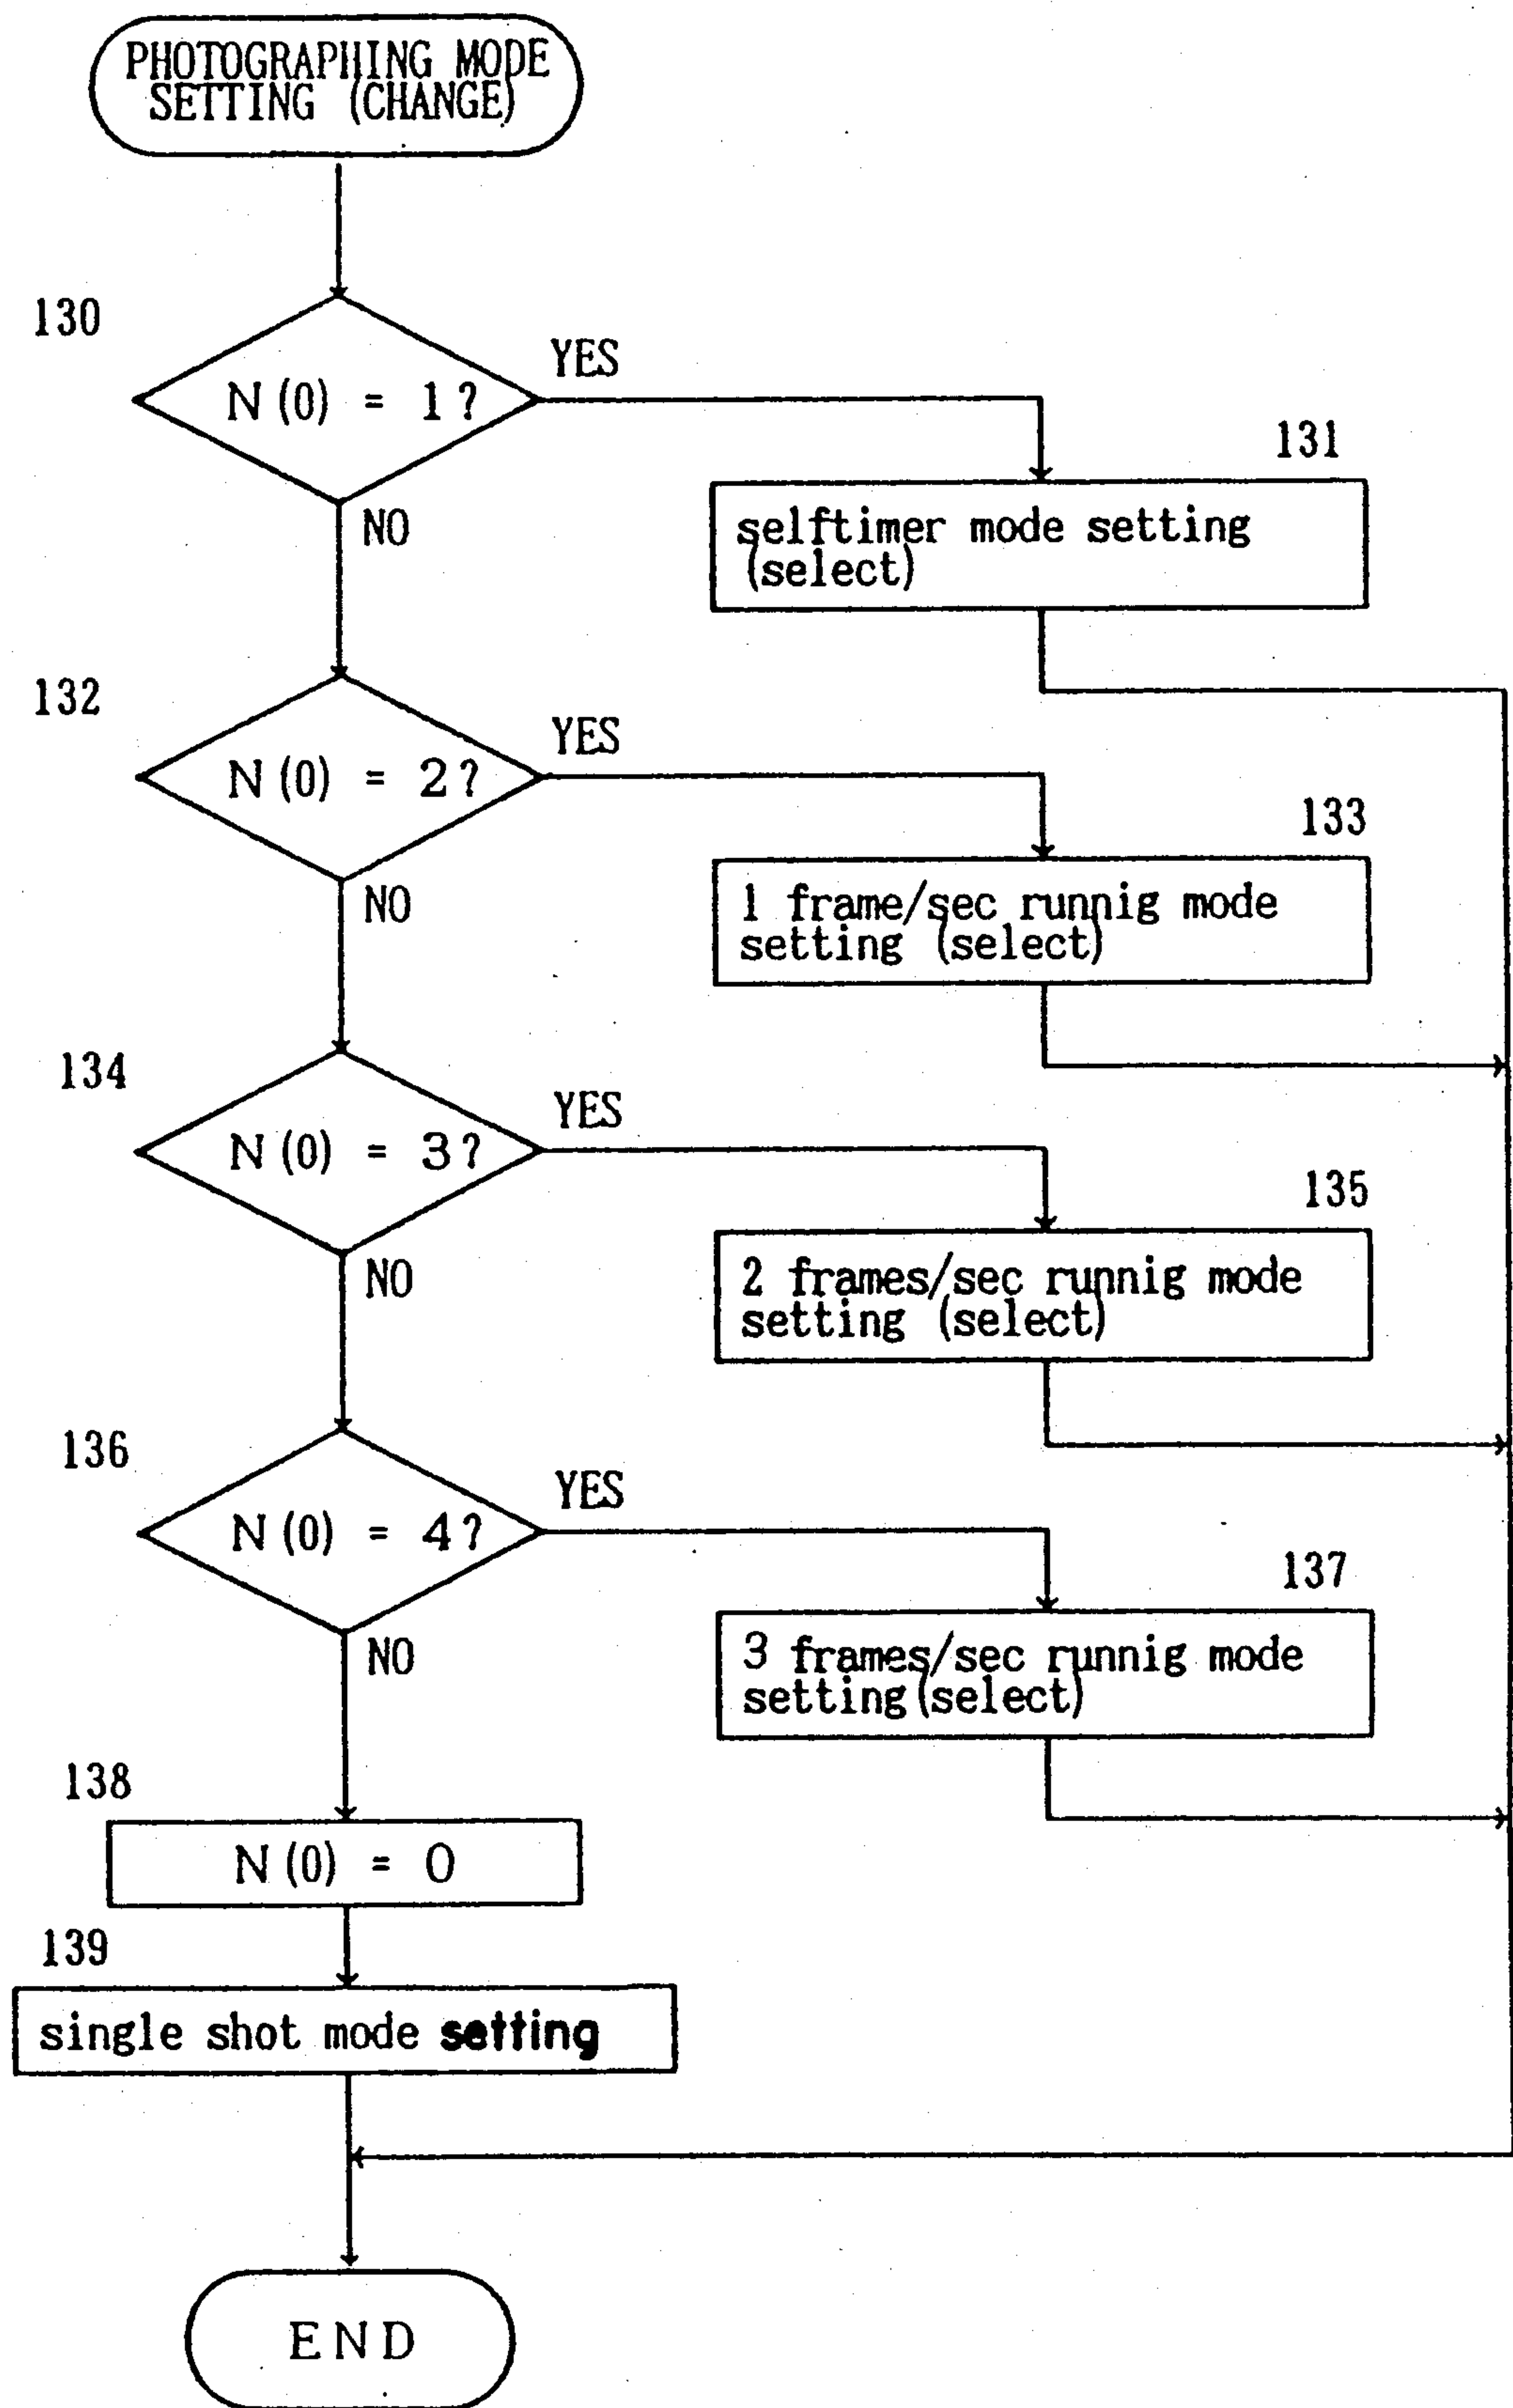 PHOTOGRAPHING MODE
SETTING (CHANGE)
130
N(0) = 1?
YES
NO
131
selftimer mode setting
(select)
132
N(0) = 2?
YES
NO
133
1 frame/sec runnig mode
setting (select)
134
N(0) = 3?
YES
NO
135
2 frames/sec runnig mode
setting (select)
136
N(0) = 4?
YES
NO
137
3 frames/sec runnig mode
setting(select)
138
N(0) = 0
139
single shot mode setting
END